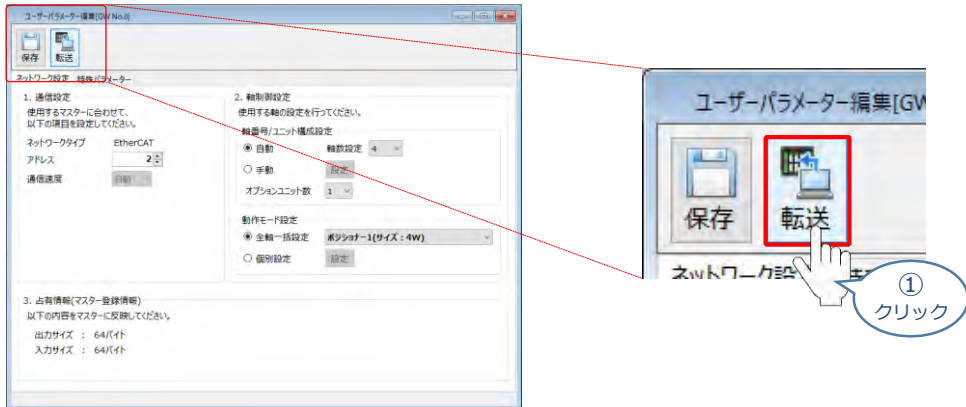 ユーザーパラメーター編集[GW No.0]
保存 転送
ネットワーク設定 特殊パラメーター
1. 通信設定
使用するマスターに合わせて、
以下の項目を設定してください。
ネットワークタイプ EtherCAT
アドレス 2
通信速度 自動
2. 軸制御設定
使用する軸の設定を行ってください。
軸番号/ユニット構成設定
自動 軸数設定 4
手動 設定
オプションユニット数 1
動作モード設定
全軸一括設定 ポジショナー1(サイズ:4W)
個別設定 設定
3. 占有情報(マスター登録情報)
以下の内容をマスターに反映してください。
出力サイズ : 64バイト
入力サイズ : 64バイト
ユーザーパラメーター編集[GW
保存 転送
ネットワーク設
①
クリック